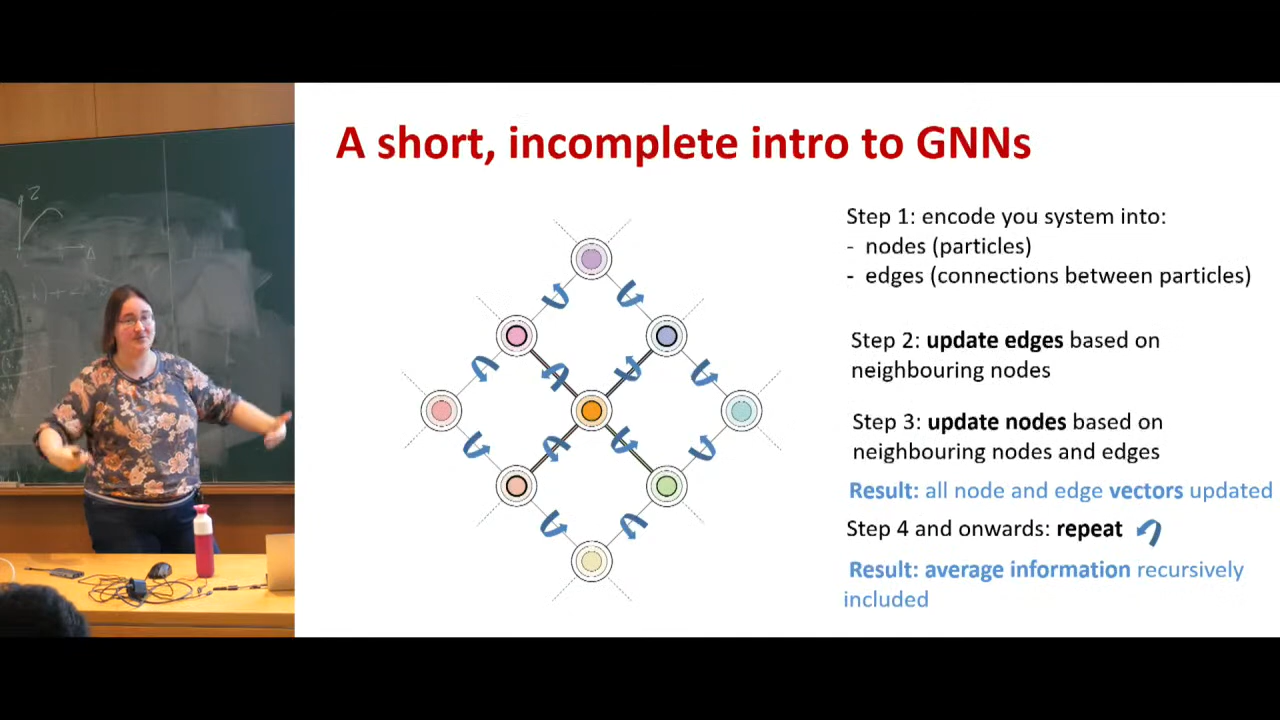 A short, incomplete intro to GNNs
Step 1: encode you system into:
- nodes (particles)
- edges (connections between particles)
Step 2: update edges based on
neighbouring nodes
Step 3: update nodes based on
neighbouring nodes and edges
Result: all node and edge vectors updated
Step 4 and onwards: repeat
Result: average information recursively
included